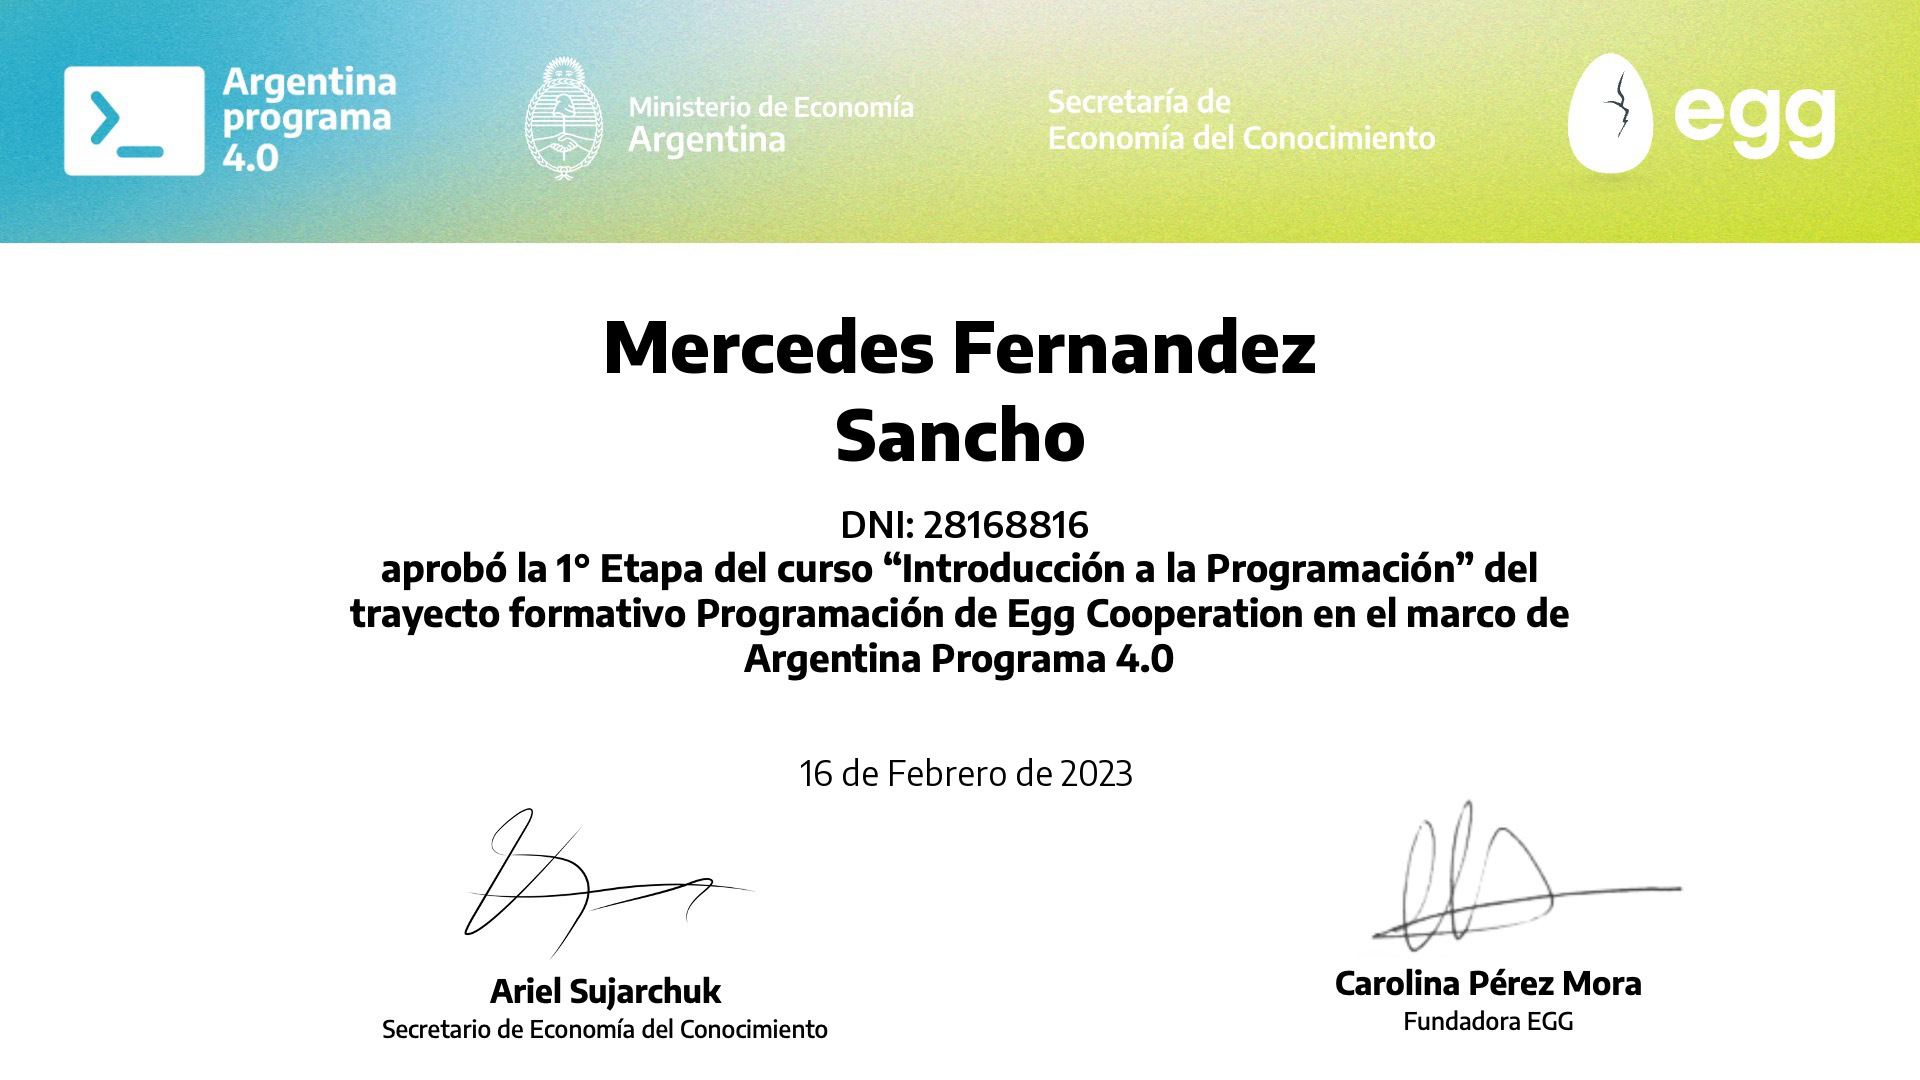 Argentina
programa
4.0
Ministerio de Economía
Argentina
Secretaría de
Economía del Conocimiento
egg
Mercedes Fernandez
Sancho
DNI: 28168816
aprobó la 1° Etapa del curso “Introducción a la Programación” del
trayecto formativo Programación de Egg Cooperation en el marco de
Argentina Programa 4.0
16 de Febrero de 2023
Ariel Sujarchuk
Secretario de Economía del Conocimiento
Carolina Pérez Mora
Fundadora EGG